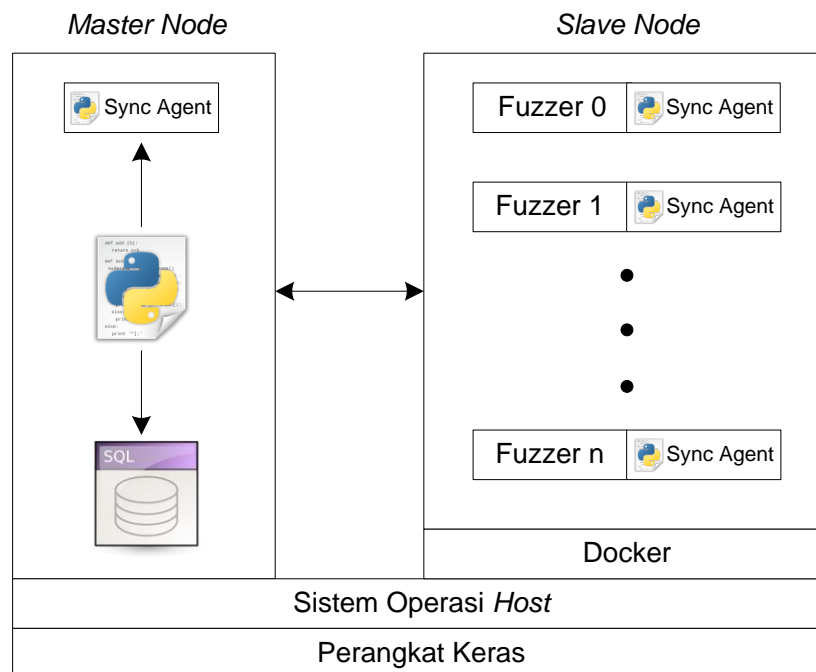 Master Node
Slave Node
Sync Agent
Fuzzer 0
Sync Agent
Fuzzer 1
Sync Agent
SQL
Fuzzer n
Sync Agent
Docker
Sistem Operasi Host
Perangkat Keras